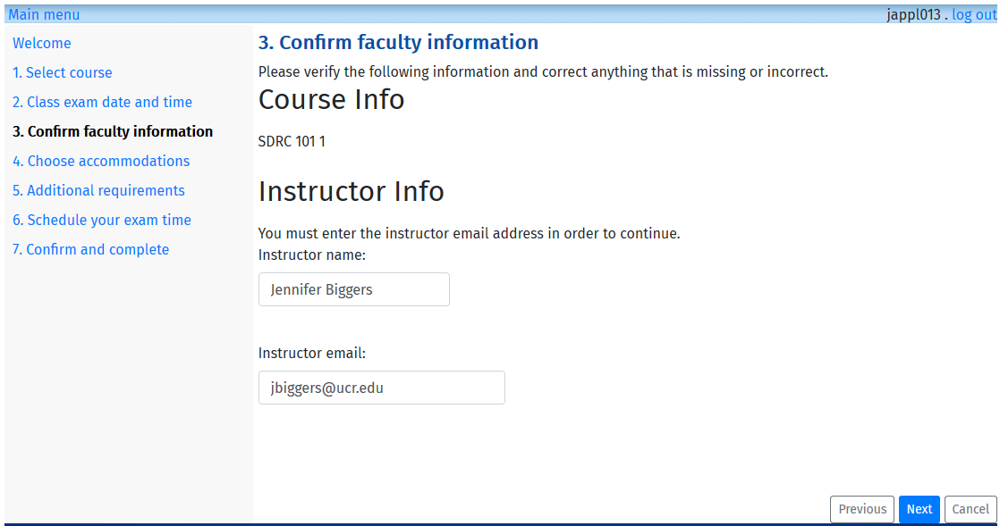 Main menu
jappl013 . log out
Welcome
1. Select course
2. Class exam date and time
3. Confirm faculty information
4. Choose accommodations
5. Additional requirements
6. Schedule your exam time
7. Confirm and complete
3. Confirm faculty information
Please verify the following information and correct anything that is missing or incorrect.
Course Info
SDRC 101 1
Instructor Info
You must enter the instructor email address in order to continue.
Instructor name:
Jennifer Biggers
Instructor email:
jbiggers@ucr.edu
Previous
Next
Cancel